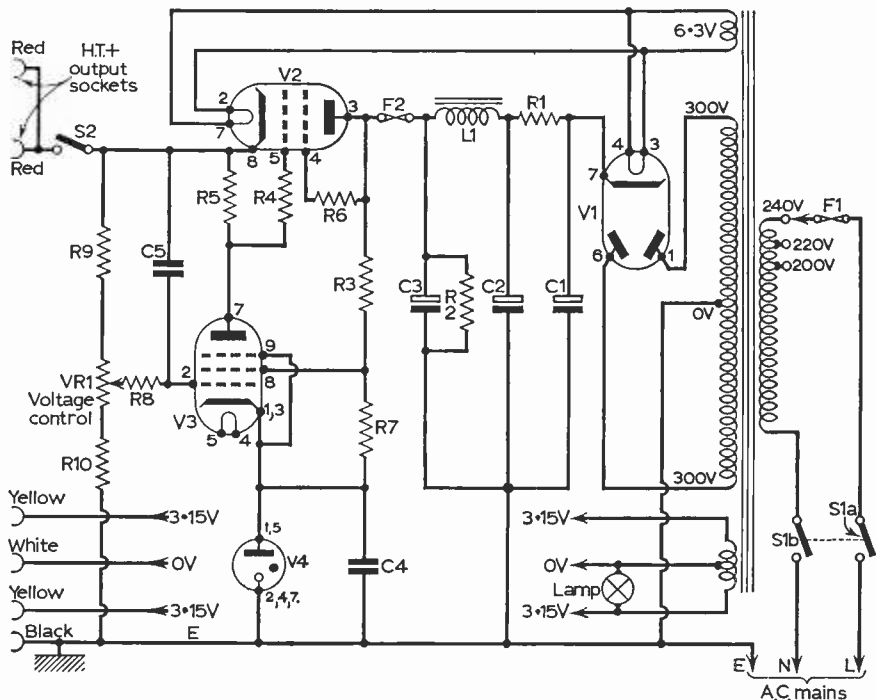 Red
H.T.+
output
sockets
S2
Red
2
7
V2
8
5
4
3
F2
L1
R1
6·3V
300V
4
3
7
V1
6
1
240V
F1
220V
200V
0V
R5
R4
R6
R9
C5
R3
C3
R2
C2
C1
7
9
8
2
1,3
V3
5
4
VR1
Voltage
control
R8
R7
R10
300V
Yellow
3·15V
White
0V
Yellow
3·15V
Black
E
1,5
V4
2,4,7.
C4
3·15V
0V
Lamp
3·15V
S1b
S1a
E
N
L
A.C. mains